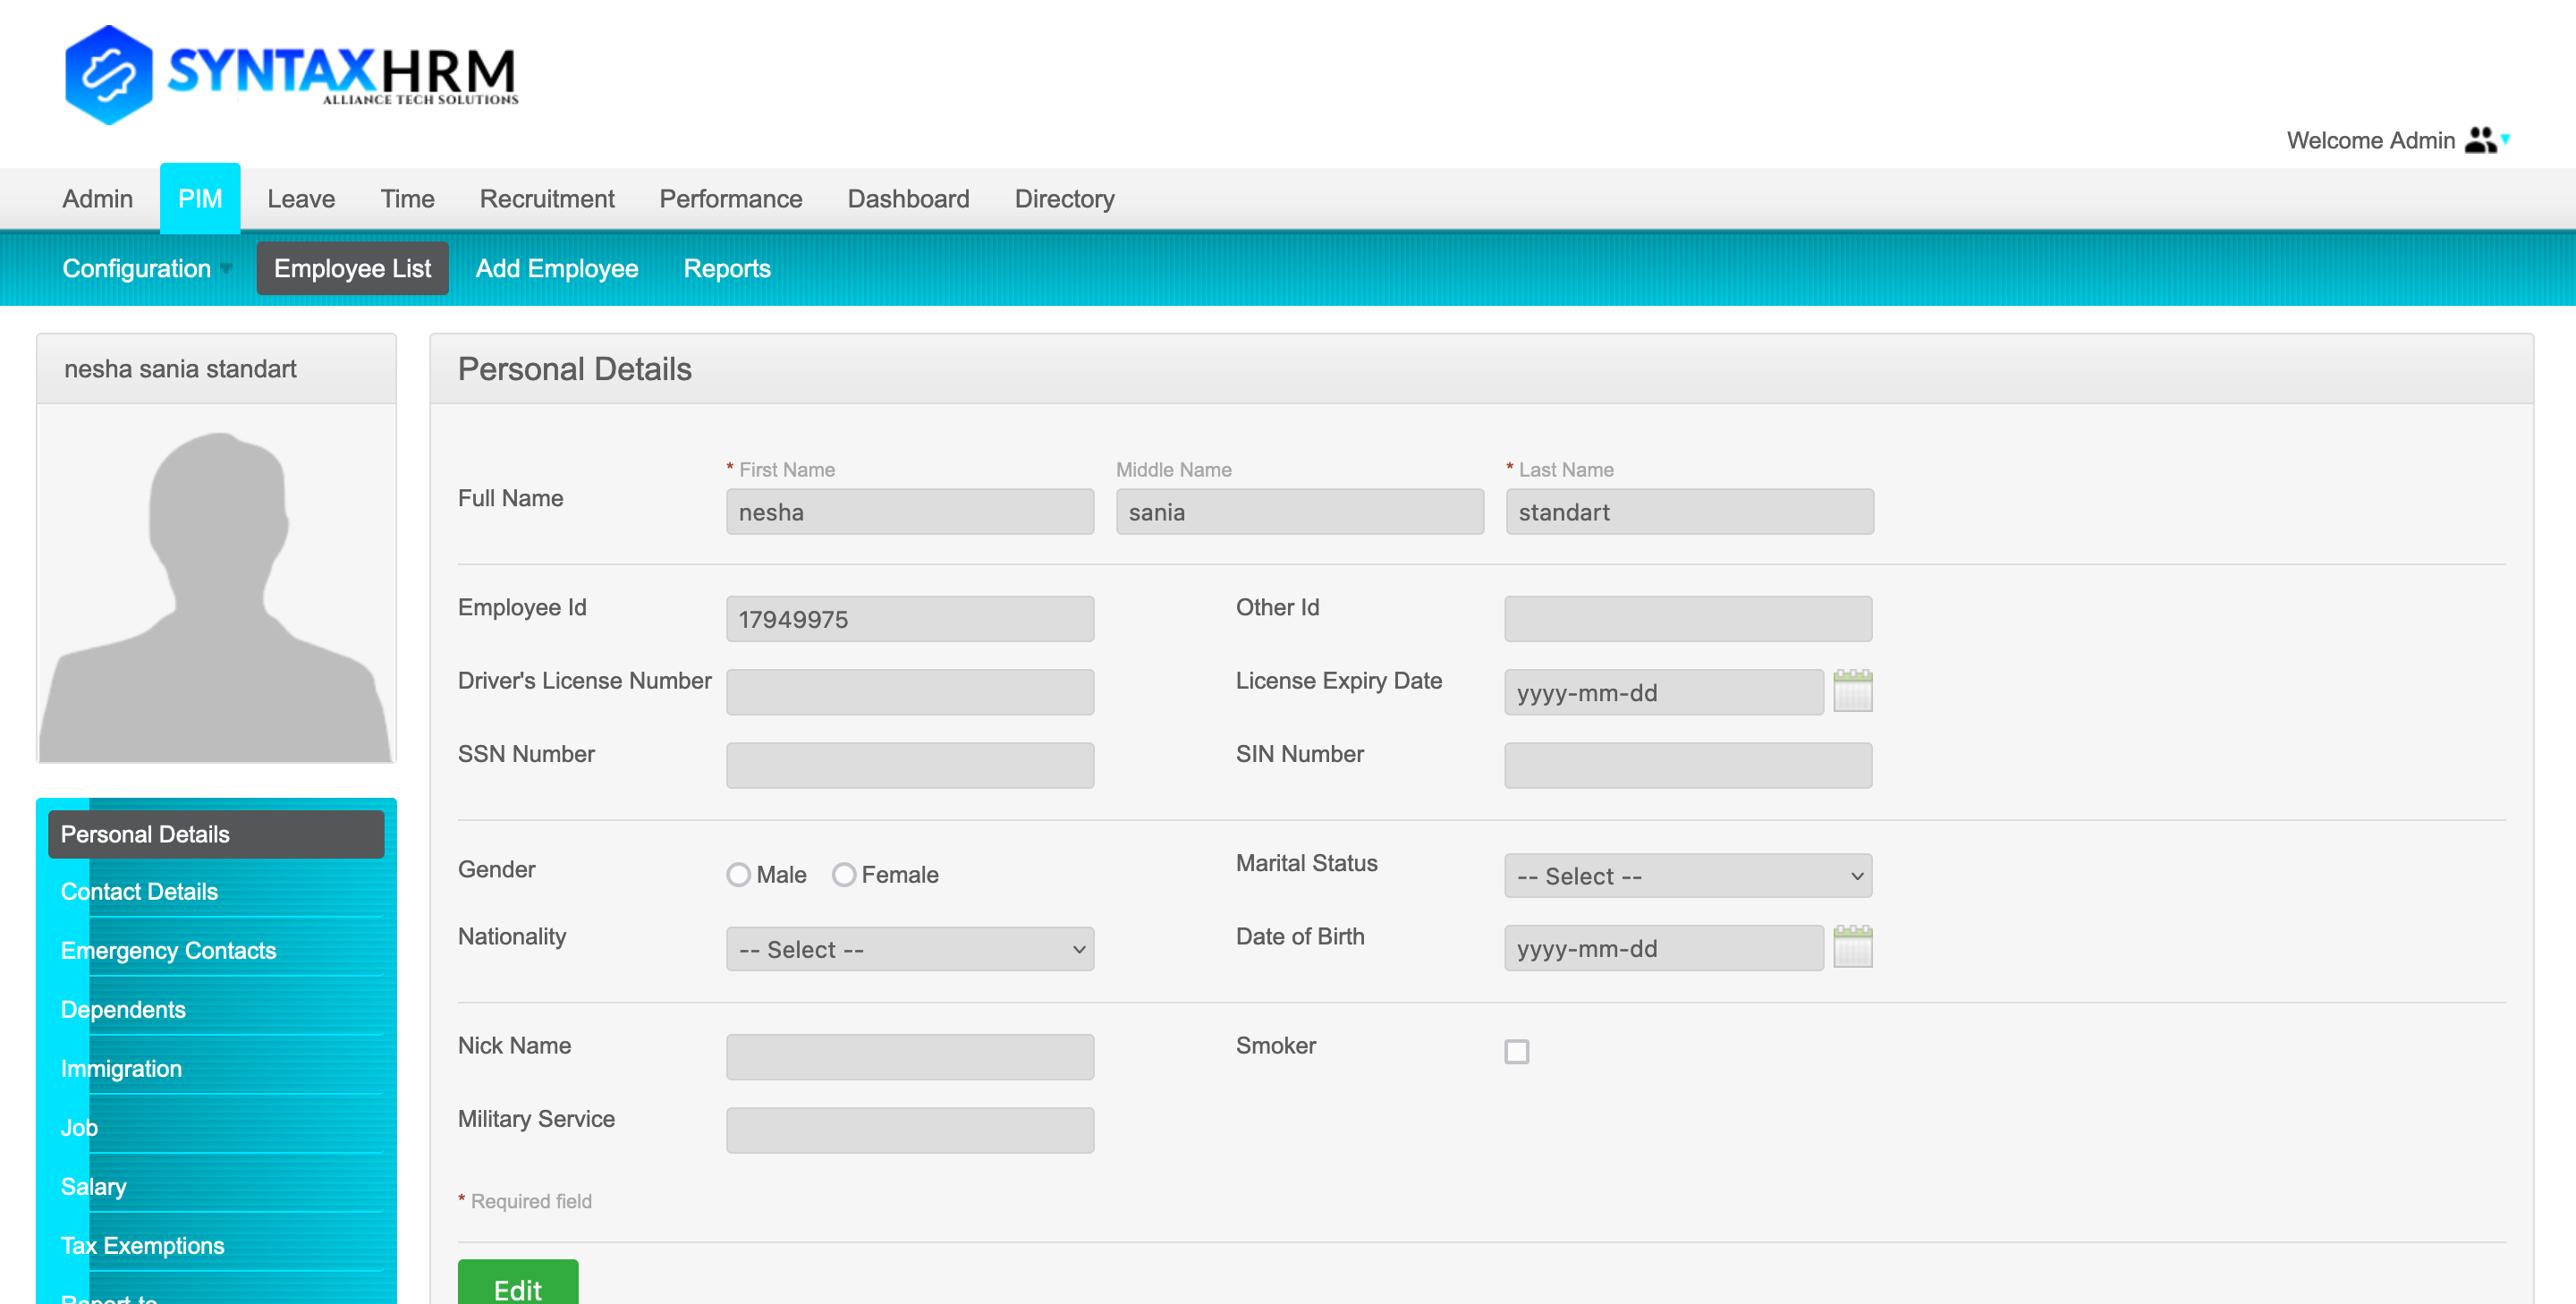 SYNTAXHRM
ALLIANCE TECH SOLUTIONS
Welcome Admin
Admin PIM Leave Time Recruitment Performance Dashboard Directory
Configuration Employee List Add Employee Reports
nesha sania standart
Personal Details
* First Name Middle Name * Last Name
Full Name nesha sania standart
Employee Id 17949975 Other Id
Driver's License Number License Expiry Date yyyy-mm-dd
SSN Number SIN Number
Gender Male Female Marital Status -- Select --
Nationality -- Select -- Date of Birth yyyy-mm-dd
Nick Name Smoker
Military Service
* Required field
Edit
Personal Details
Contact Details
Emergency Contacts
Dependents
Immigration
Job
Salary
Tax Exemptions
Report-to